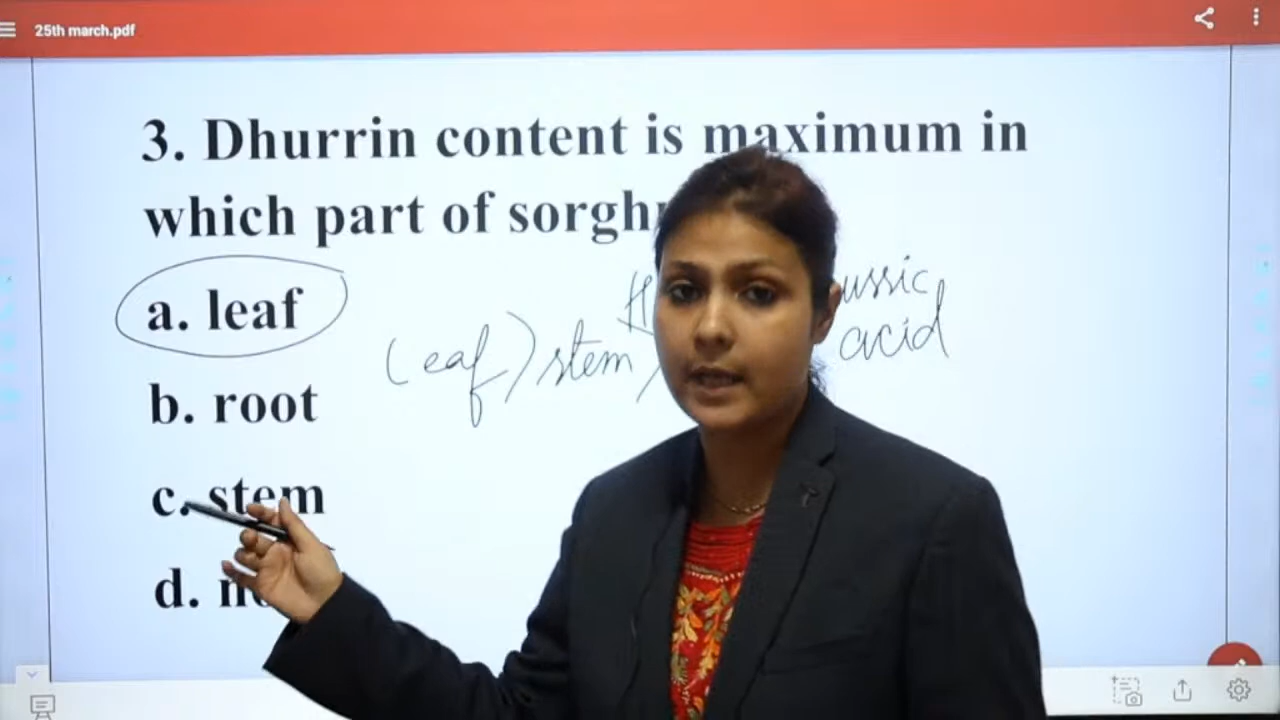 25th march.pdf
3. Dhurrin content is maximum in
which part of sorgh
a. leaf
ussic
(eaf) stem
acid
b. root
c. stem
d.